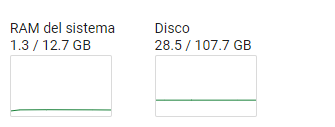 RAM del sistema
1.3 / 12.7 GB
Disco
28.5 / 107.7 GB